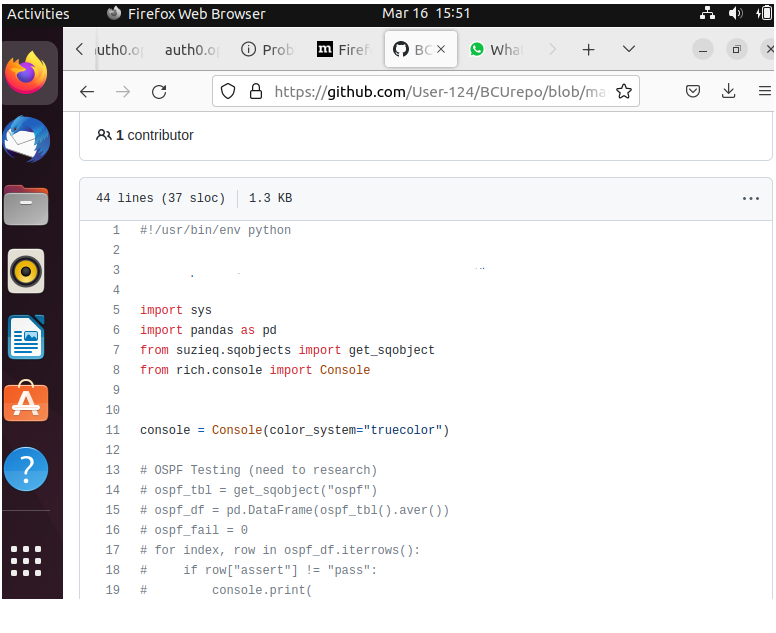 Activities Firefox Web Browser Mar 16 15:51
auth0.o auth0.o Prob Firef BC Wha
https://github.com/User-124/BCUrepo/blob/ma
1 contributor
44 lines (37 sloc) 1.3 KB
1 #!/usr/bin/env python
2
3
4
5 import sys
6 import pandas as pd
7 from suzieq.sqobjects import get_sqobject
8 from rich.console import Console
9
10
11 console = Console(color_system="truecolor")
12
13 # OSPF Testing (need to research)
14 # ospf_tbl = get_sqobject("ospf")
15 # ospf_df = pd.DataFrame(ospf_tbl().aver())
16 # ospf_fail = 0
17 # for index, row in ospf_df.iterrows():
18 #     if row["assert"] != "pass":
19 #         console.print(